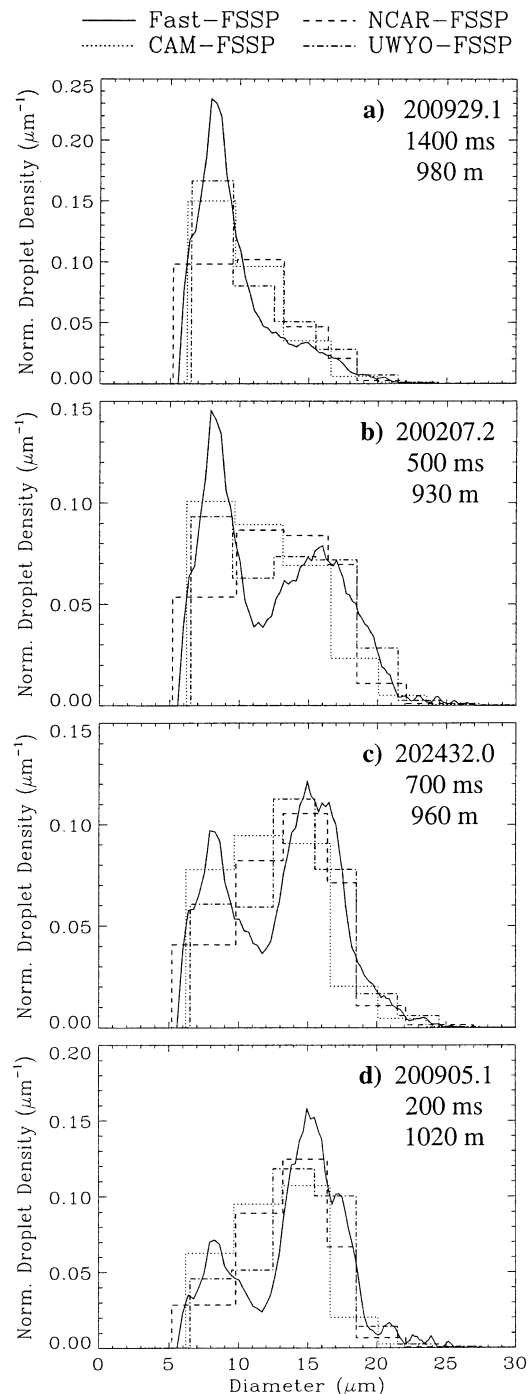 Fast-FSSP NCAR-FSSP
CAM-FSSP UWYO-FSSP
Norm. Droplet Density (μm⁻¹)
0.25
0.20
0.15
0.10
0.05
0.00
a) 200929.1
1400 ms
980 m
Norm. Droplet Density (μm⁻¹)
0.15
0.10
0.05
0.00
b) 200207.2
500 ms
930 m
Norm. Droplet Density (μm⁻¹)
0.15
0.10
0.05
0.00
c) 202432.0
700 ms
960 m
Norm. Droplet Density (μm⁻¹)
0.20
0.15
0.10
0.05
0.00
d) 200905.1
200 ms
1020 m
0 5 10 15 20 25 30
Diameter (μm)